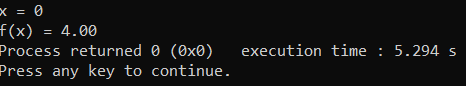 x = 0
f(x) = 4.00
Process returned 0 (0x0)   execution time : 5.294 s
Press any key to continue.